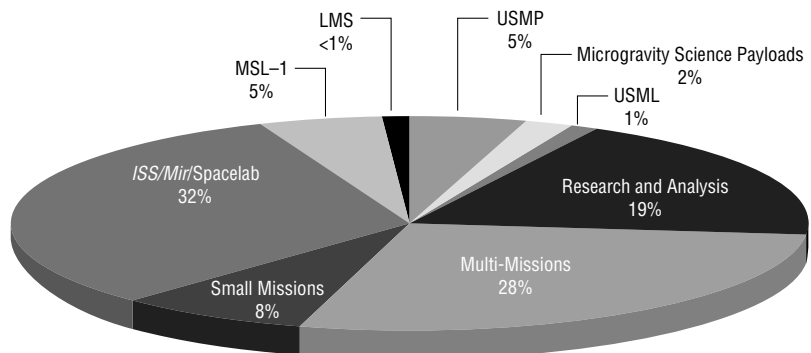 LMS
<1%
USMP
5%
Microgravity Science Payloads
2%
MSL–1
5%
USML
1%
ISS/Mir/Spacelab
32%
Research and Analysis
19%
Multi-Missions
28%
Small Missions
8%